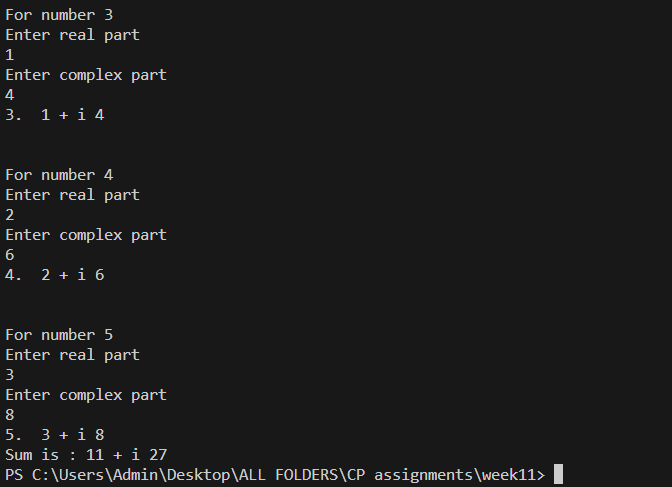 For number 3
Enter real part
1
Enter complex part
4
3.  1 + i 4
For number 4
Enter real part
2
Enter complex part
6
4.  2 + i 6
For number 5
Enter real part
3
Enter complex part
8
5.  3 + i 8
Sum is : 11 + i 27
PS C:\Users\Admin\Desktop\ALL FOLDERS\CP assignments\week11>